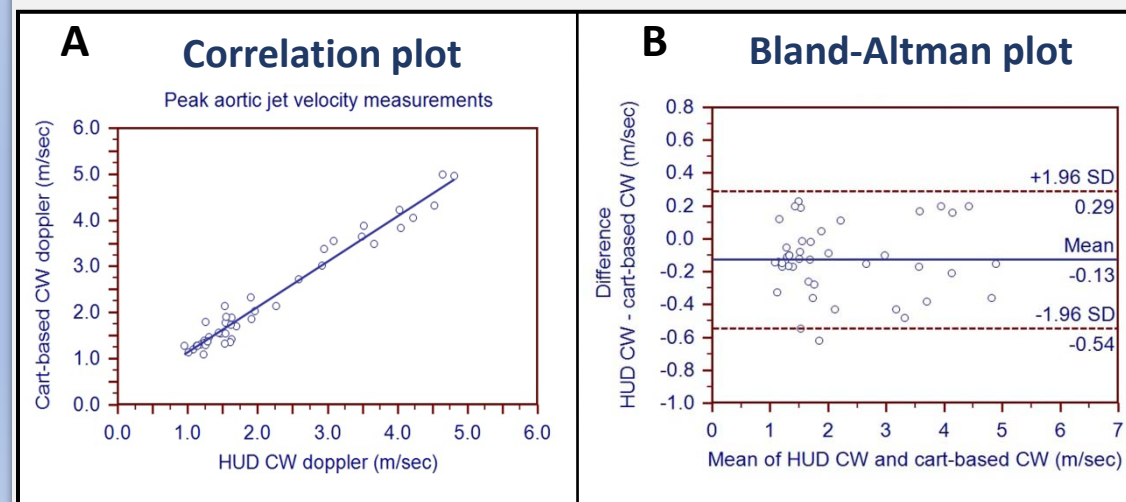 A
Correlation plot
Peak aortic jet velocity measurements
Cart-based CW doppler (m/sec)
6.0
5.0
4.0
3.0
2.0
1.0
0.0
0.0 1.0 2.0 3.0 4.0 5.0 6.0
HUD CW doppler (m/sec)
B
Bland-Altman plot
Difference
HUD CW - cart-based CW (m/sec)
0.8
0.6
0.4
0.2
0.0
-0.2
-0.4
-0.6
-0.8
-1.0
+1.96 SD
0.29
Mean
-0.13
-1.96 SD
-0.54
0 1 2 3 4 5 6 7
Mean of HUD CW and cart-based CW (m/sec)